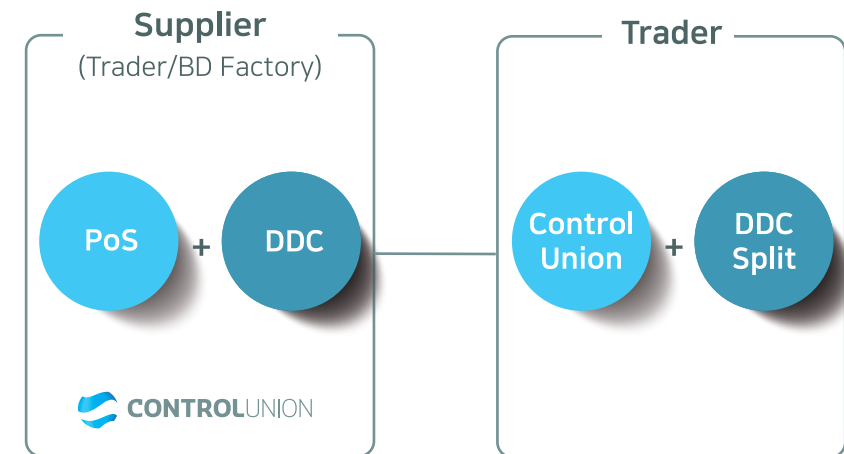 Supplier
(Trader/BD Factory)
PoS
+
DDC
CONTROLUNION
Trader
Control
Union
+
DDC
Split